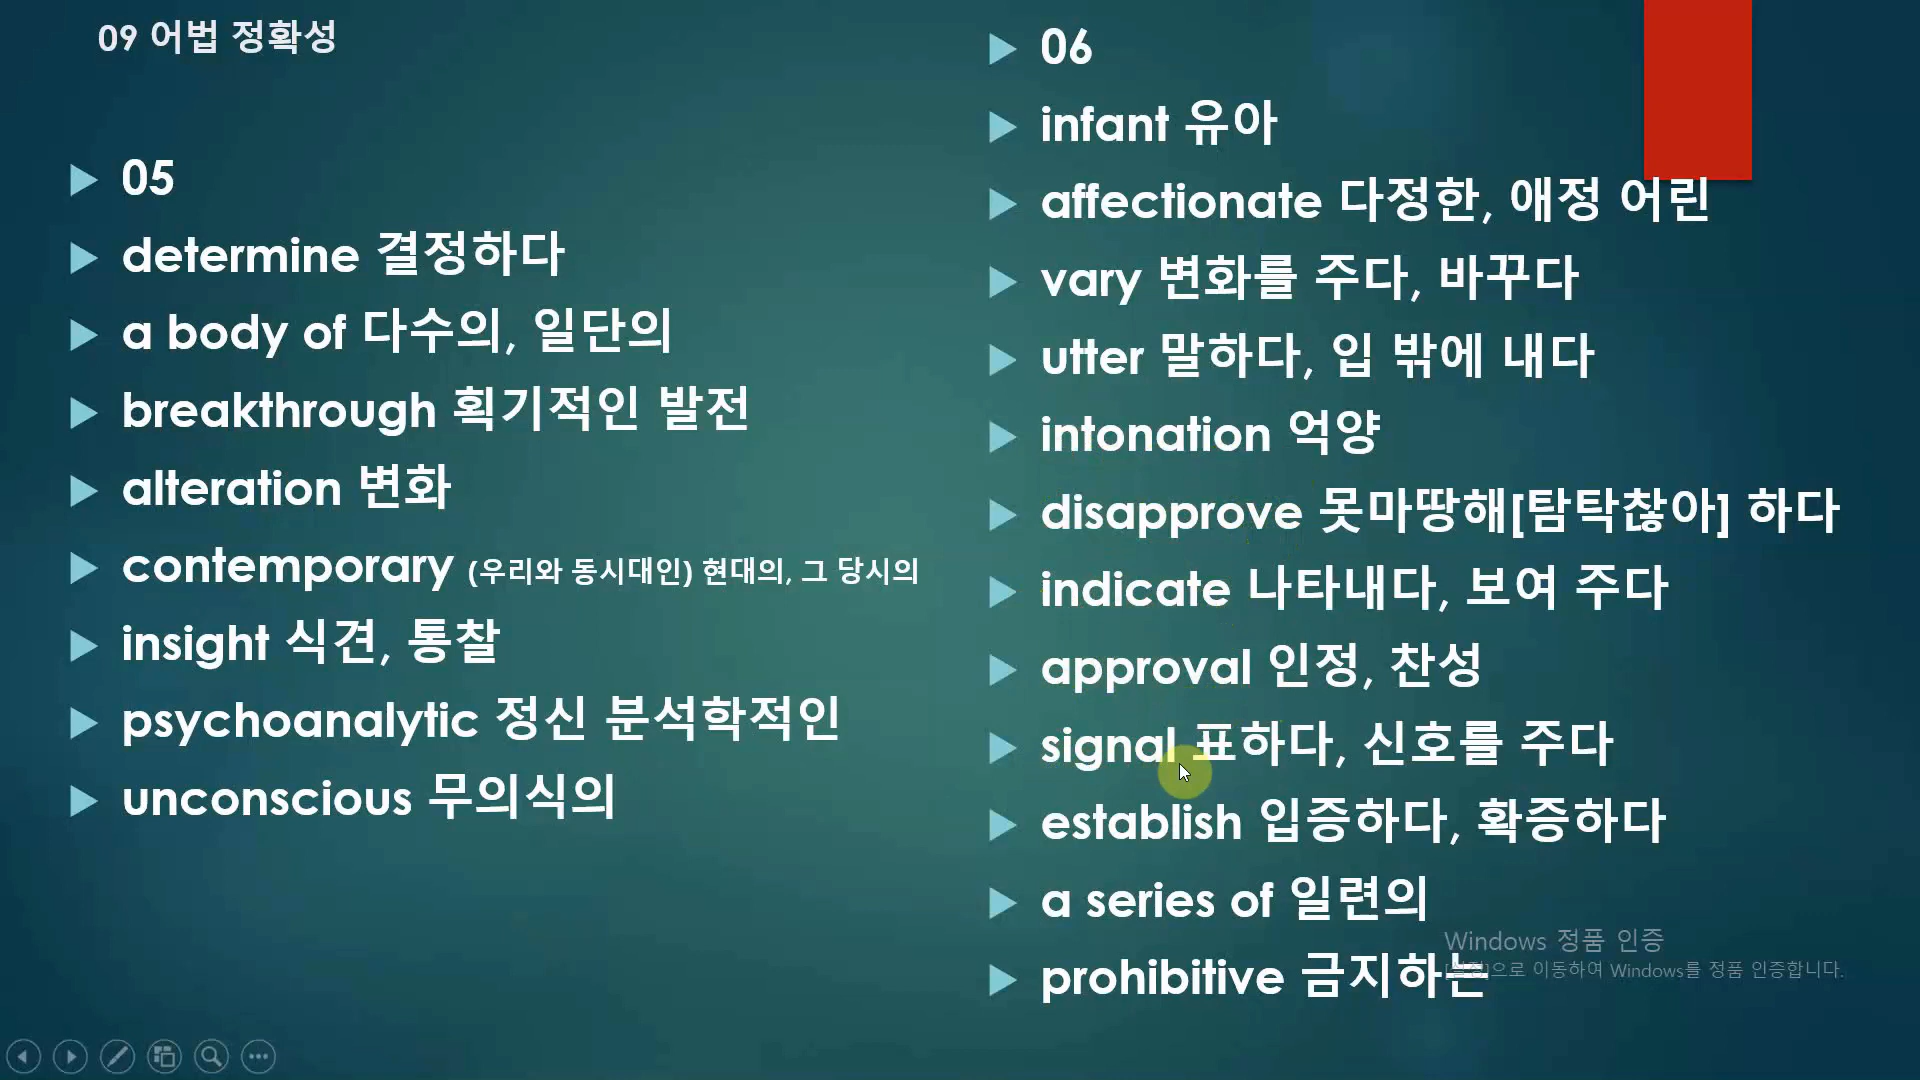 09 어법 정확성
05
determine 결정하다
a body of 다수의, 일단의
breakthrough 획기적인 발전
alteration 변화
contemporary (우리와 동시대인) 현대의, 그 당시의
insight 식견, 통찰
psychoanalytic 정신 분석학적인
unconscious 무의식의
06
infant 유아
affectionate 다정한, 애정 어린
vary 변화를 주다, 바꾸다
utter 말하다, 입 밖에 내다
intonation 억양
disapprove 못마땅해[탐탁찮아] 하다
indicate 나타내다, 보여 주다
approval 인정, 찬성
signal 표하다, 신호를 주다
establish 입증하다, 확증하다
a series of 일련의
prohibitive 금지하는
Windows 정품 인증
[설정]으로 이동하여 Windows를 정품 인증합니다.